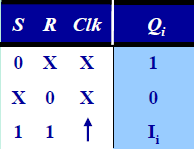 S R Clk Qi
0 X X 1
X 0 X 0
1 1 ↑ Ii